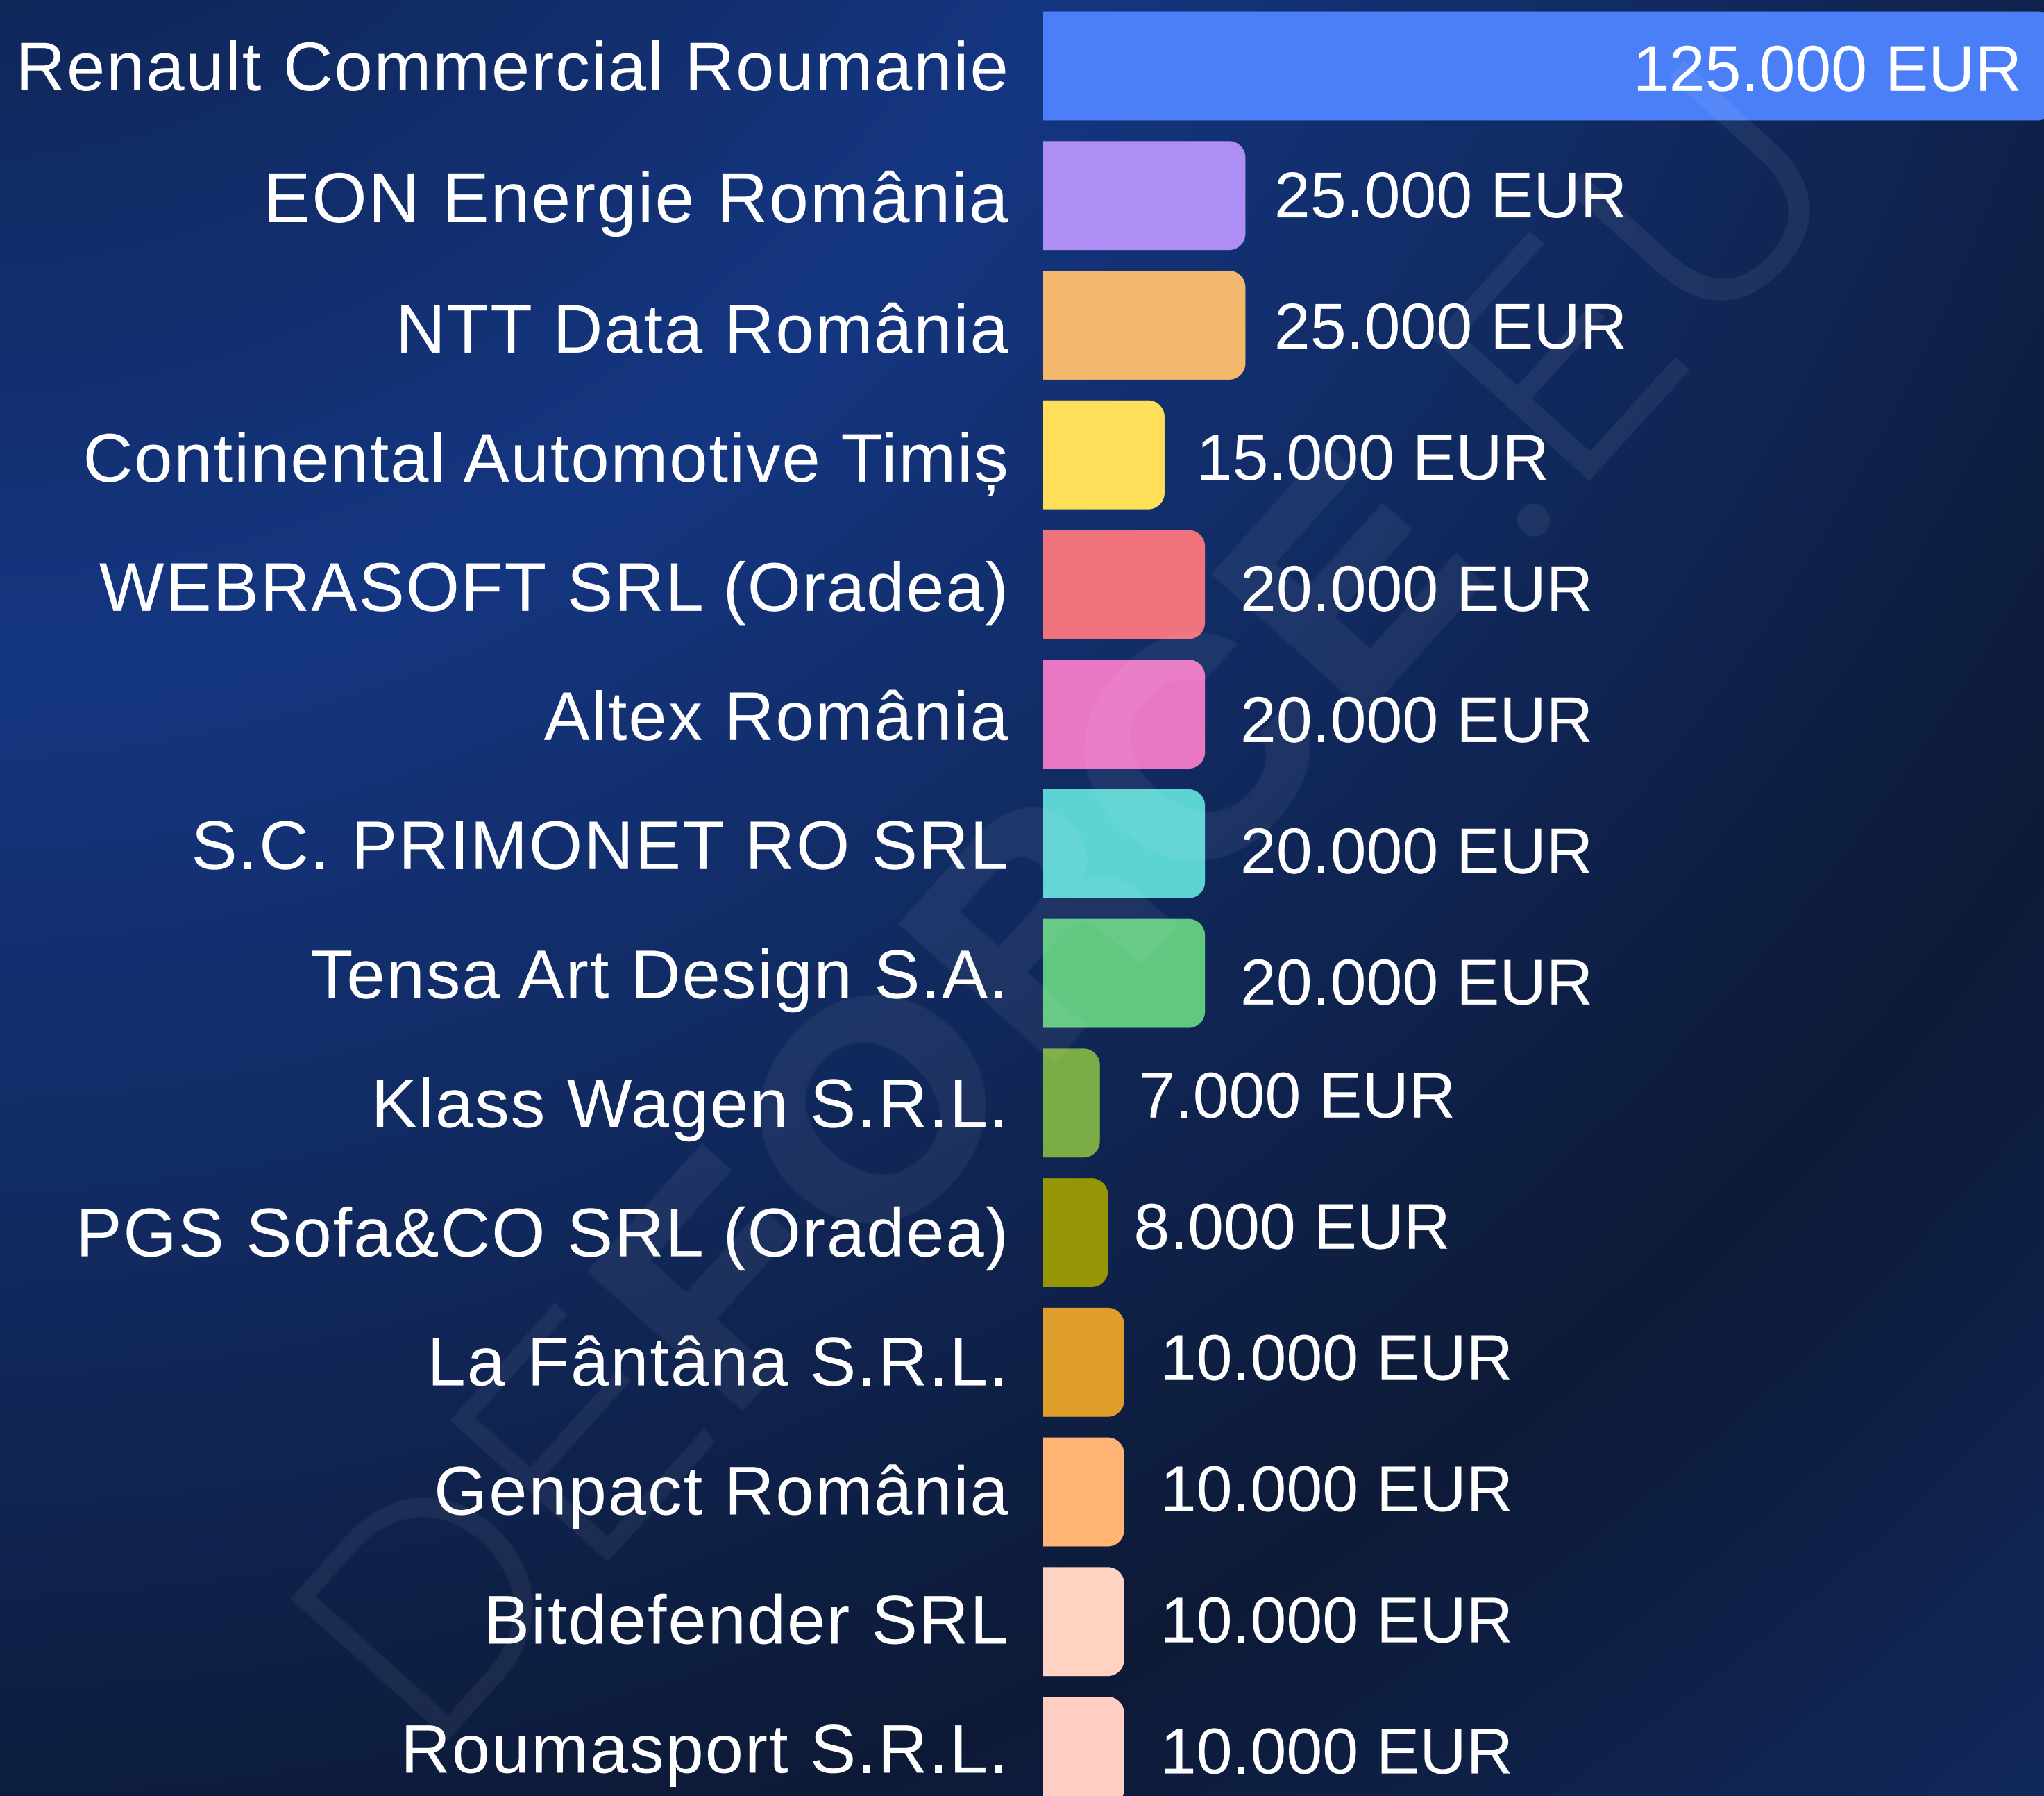 Renault Commercial Roumanie 125.000 EUR
EON Energie România 25.000 EUR
NTT Data România 25.000 EUR
Continental Automotive Timiș 15.000 EUR
WEBRASOFT SRL (Oradea) 20.000 EUR
Altex România 20.000 EUR
S.C. PRIMONET RO SRL 20.000 EUR
Tensa Art Design S.A. 20.000 EUR
Klass Wagen S.R.L. 7.000 EUR
PGS Sofa&CO SRL (Oradea) 8.000 EUR
La Fântâna S.R.L. 10.000 EUR
Genpact România 10.000 EUR
Bitdefender SRL 10.000 EUR
Roumasport S.R.L. 10.000 EUR
DEFFORCE.EU